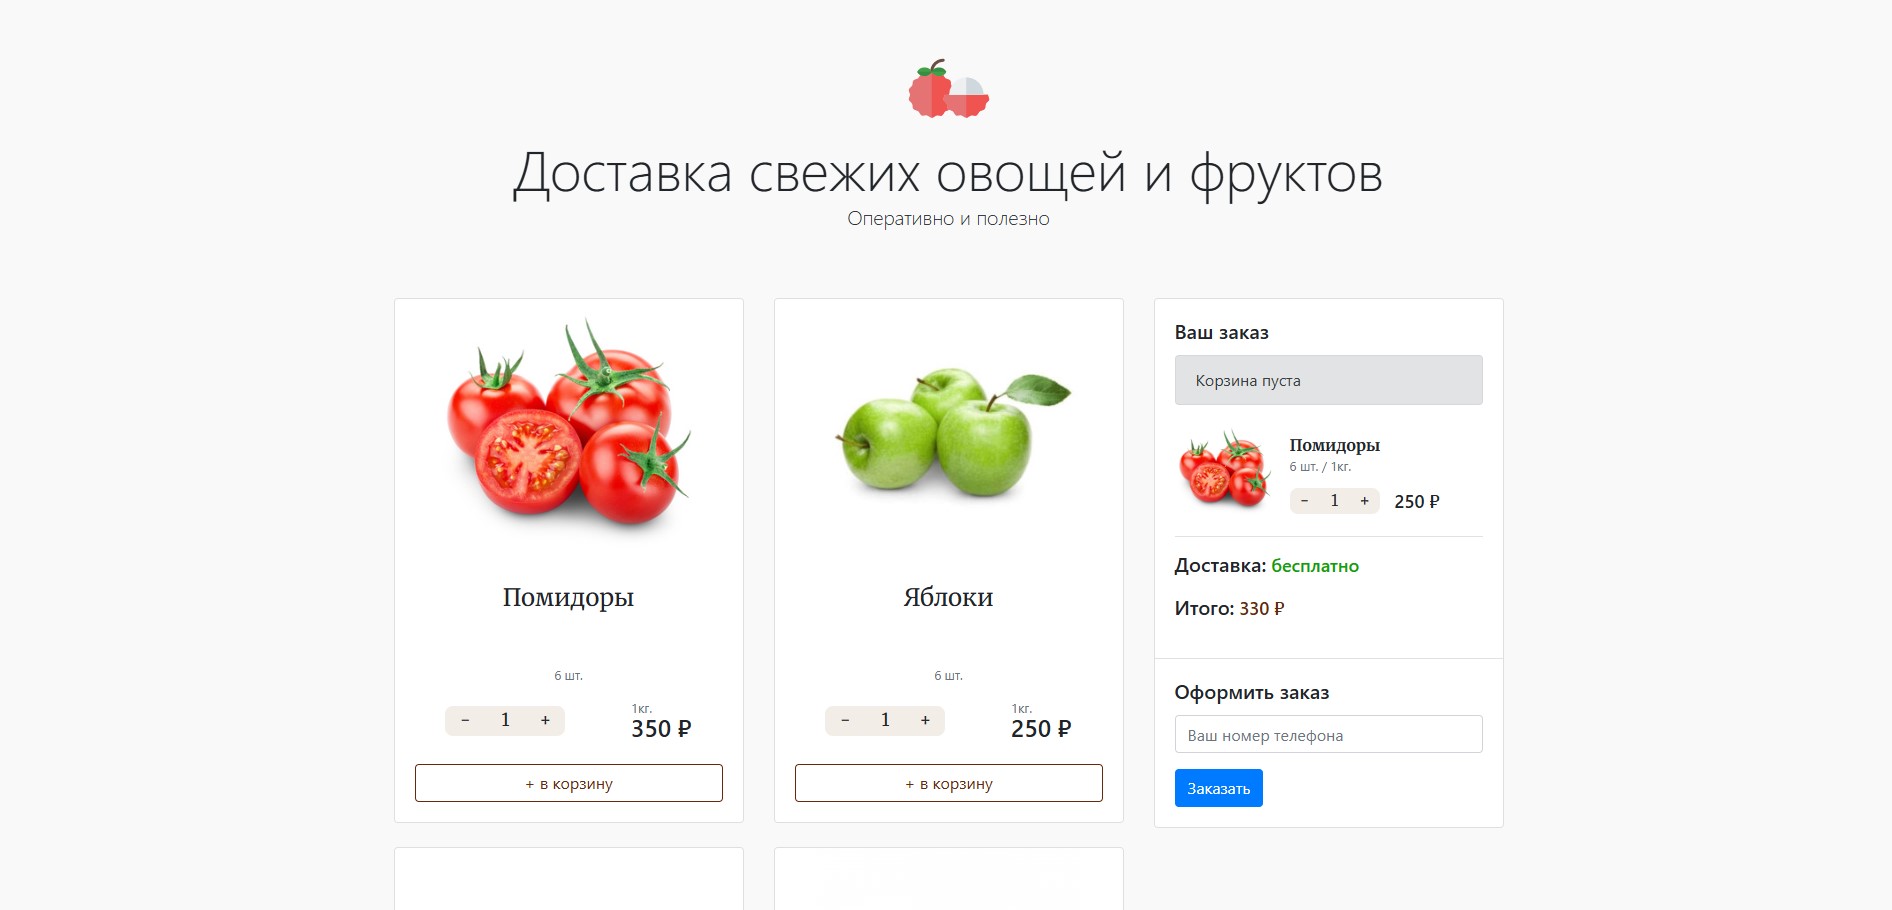 Доставка свежих овощей и фруктов
Оперативно и полезно
Помидоры
6 шт.
- 1 +
1кг.
350 ₽
+ в корзину
Яблоки
6 шт.
- 1 +
1кг.
250 ₽
+ в корзину
Ваш заказ
Корзина пуста
Помидоры
6 шт. / 1кг.
- 1 + 250 ₽
Доставка: бесплатно
Итого: 330 ₽
Оформить заказ
Ваш номер телефона
Заказать